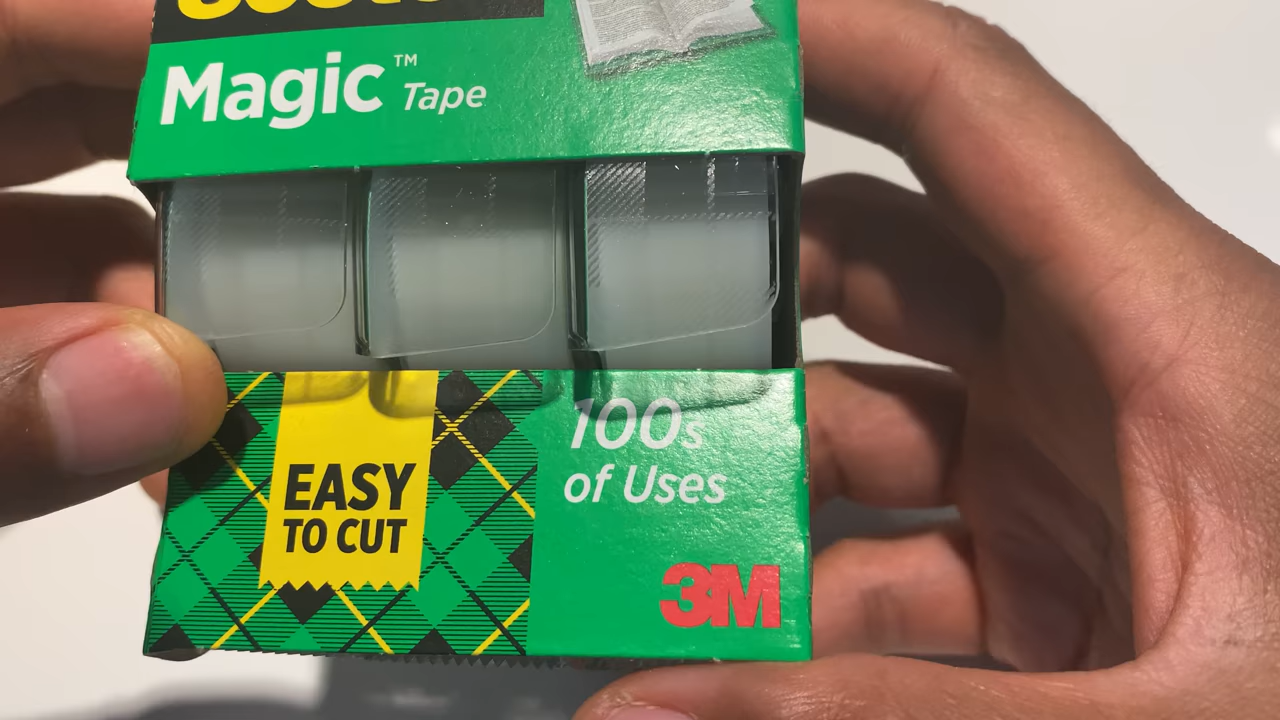 Magic™ Tape
EASY
TO CUT
100s
of Uses
3M